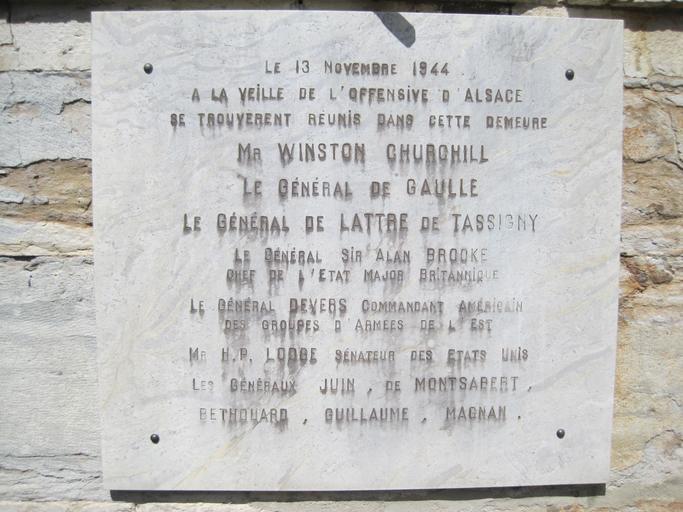 LE 13 NOVEMBRE 1944
A LA VEILLE DE L'OFFENSIVE D'ALSACE
SE TROUVERENT RÉUNIS DANS CETTE DEMEURE
MR WINSTON CHURCHILL
LE GÉNÉRAL DE GAULLE
LE GÉNÉRAL DE LATTRE DE TASSIGNY
LE GÉNÉRAL SIR ALAN BROOKE
CHEF DE L'ETAT MAJOR BRITANNIQUE
LE GÉNÉRAL DEVERS COMMANDANT AMÉRICAIN
DES GROUPES D'ARMÉES DE L'EST
MR H.P. LODGE SÉNATEUR DES ETATS UNIS
LES GÉNÉRAUX JUIN, DE MONTSABERT,
BETHOUARD, GUILLAUME, MAGNAN.